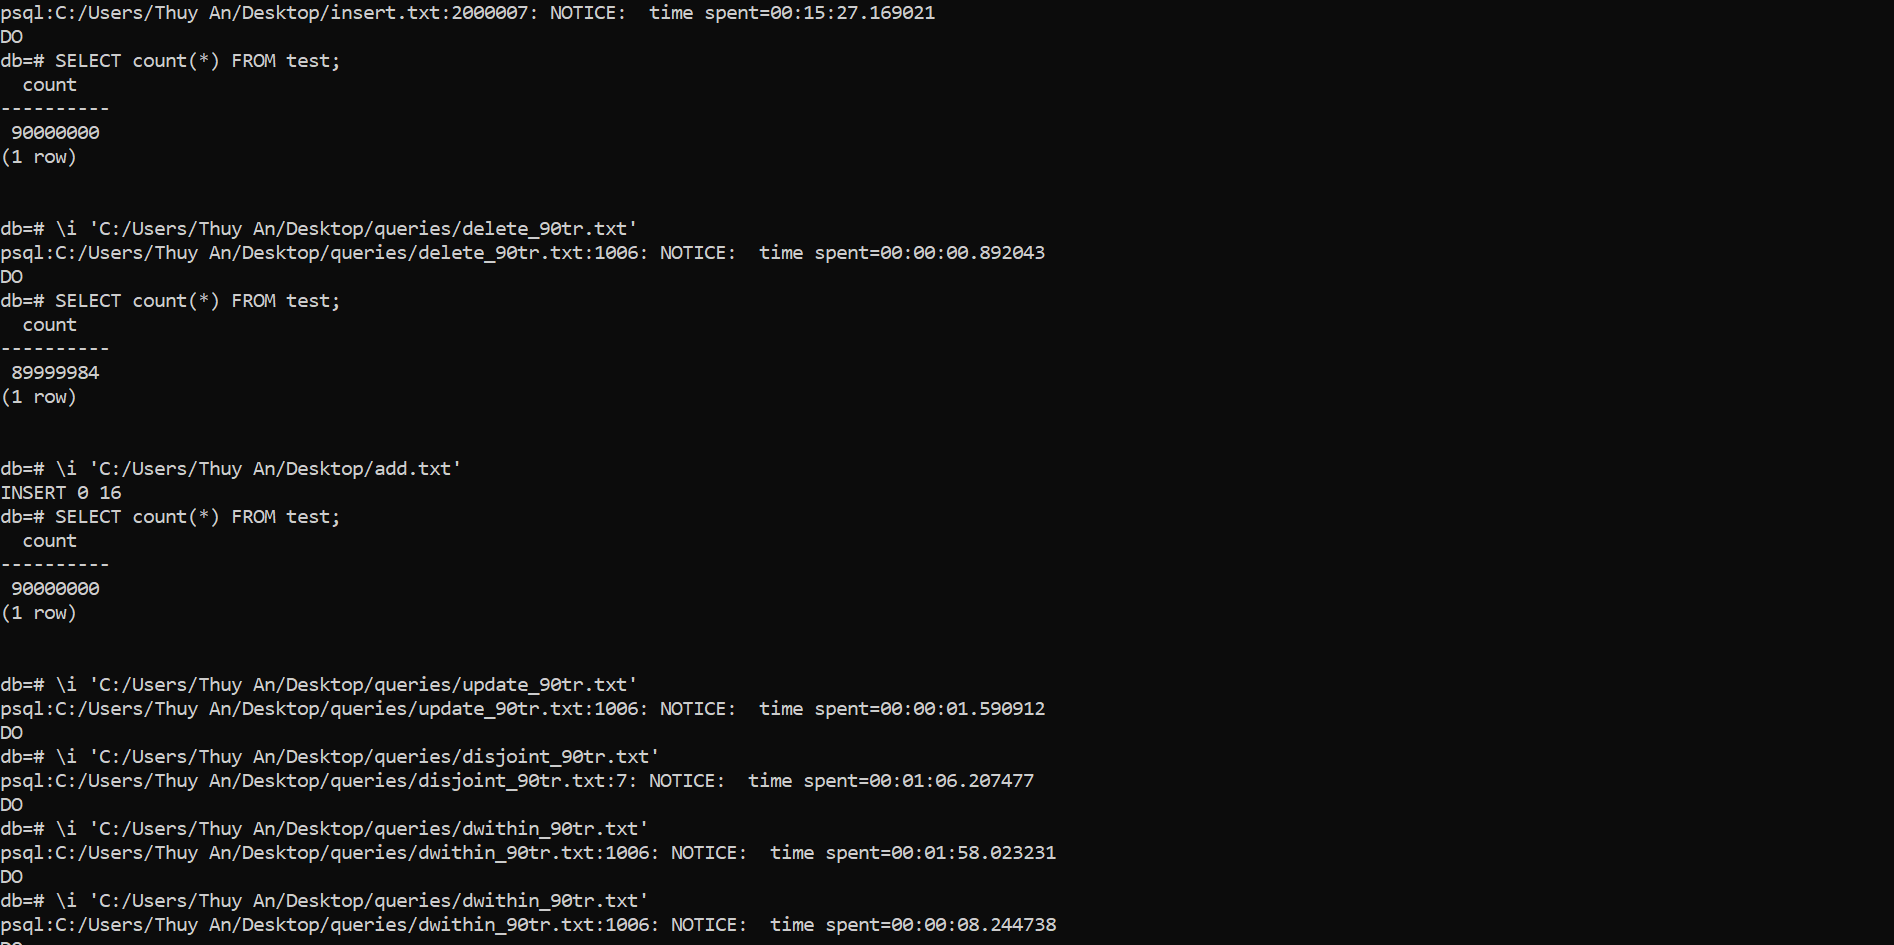 psql:C:/Users/Thuy An/Desktop/insert.txt:2000007: NOTICE:  time spent=00:15:27.169021
DO
db=# SELECT count(*) FROM test;
  count
----------
 90000000
(1 row)
db=# \i 'C:/Users/Thuy An/Desktop/queries/delete_90tr.txt'
psql:C:/Users/Thuy An/Desktop/queries/delete_90tr.txt:1006: NOTICE:  time spent=00:00:00.892043
DO
db=# SELECT count(*) FROM test;
  count
----------
 89999984
(1 row)
db=# \i 'C:/Users/Thuy An/Desktop/add.txt'
INSERT 0 16
db=# SELECT count(*) FROM test;
  count
----------
 90000000
(1 row)
db=# \i 'C:/Users/Thuy An/Desktop/queries/update_90tr.txt'
psql:C:/Users/Thuy An/Desktop/queries/update_90tr.txt:1006: NOTICE:  time spent=00:00:01.590912
DO
db=# \i 'C:/Users/Thuy An/Desktop/queries/disjoint_90tr.txt'
psql:C:/Users/Thuy An/Desktop/queries/disjoint_90tr.txt:7: NOTICE:  time spent=00:01:06.207477
DO
db=# \i 'C:/Users/Thuy An/Desktop/queries/dwithin_90tr.txt'
psql:C:/Users/Thuy An/Desktop/queries/dwithin_90tr.txt:1006: NOTICE:  time spent=00:01:58.023231
DO
db=# \i 'C:/Users/Thuy An/Desktop/queries/dwithin_90tr.txt'
psql:C:/Users/Thuy An/Desktop/queries/dwithin_90tr.txt:1006: NOTICE:  time spent=00:00:08.244738
DO